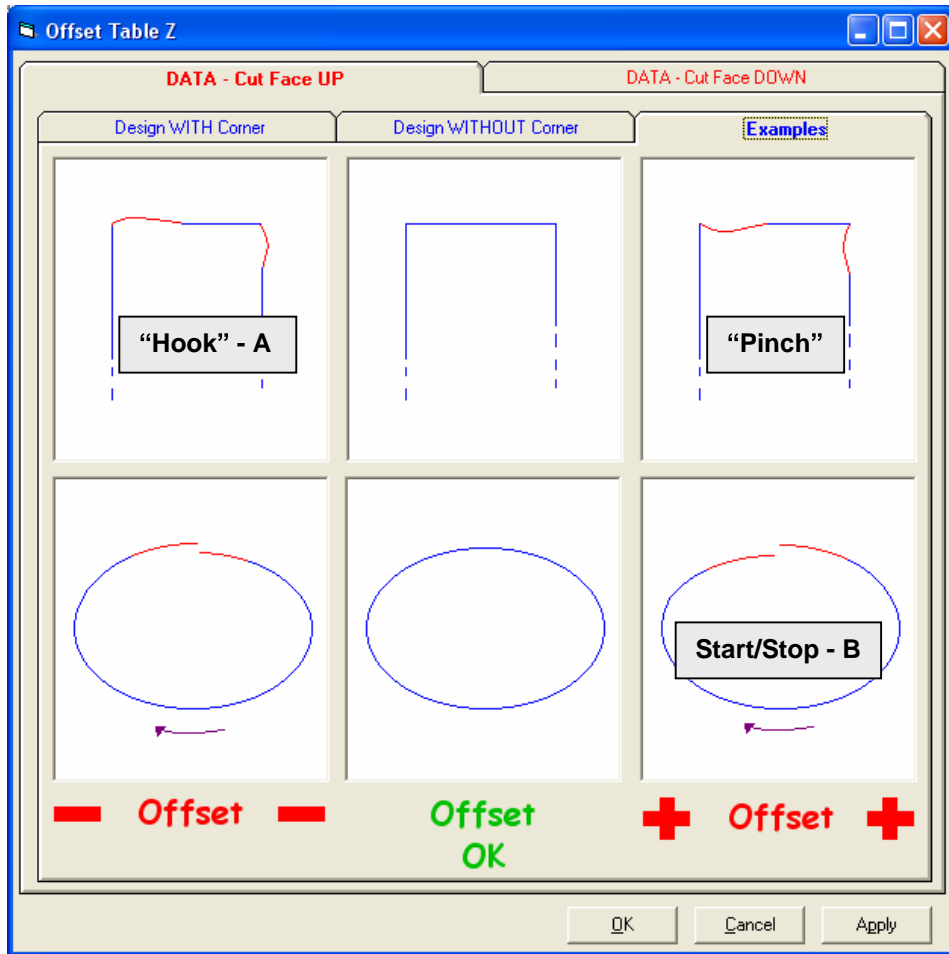 Offset Table Z
DATA - Cut Face UP
DATA - Cut Face DOWN
Design WITH Corner
Design WITHOUT Corner
Examples
“Hook” - A
“Pinch”
Start/Stop - B
Offset
Offset
OK
Offset
OK
Cancel
Apply